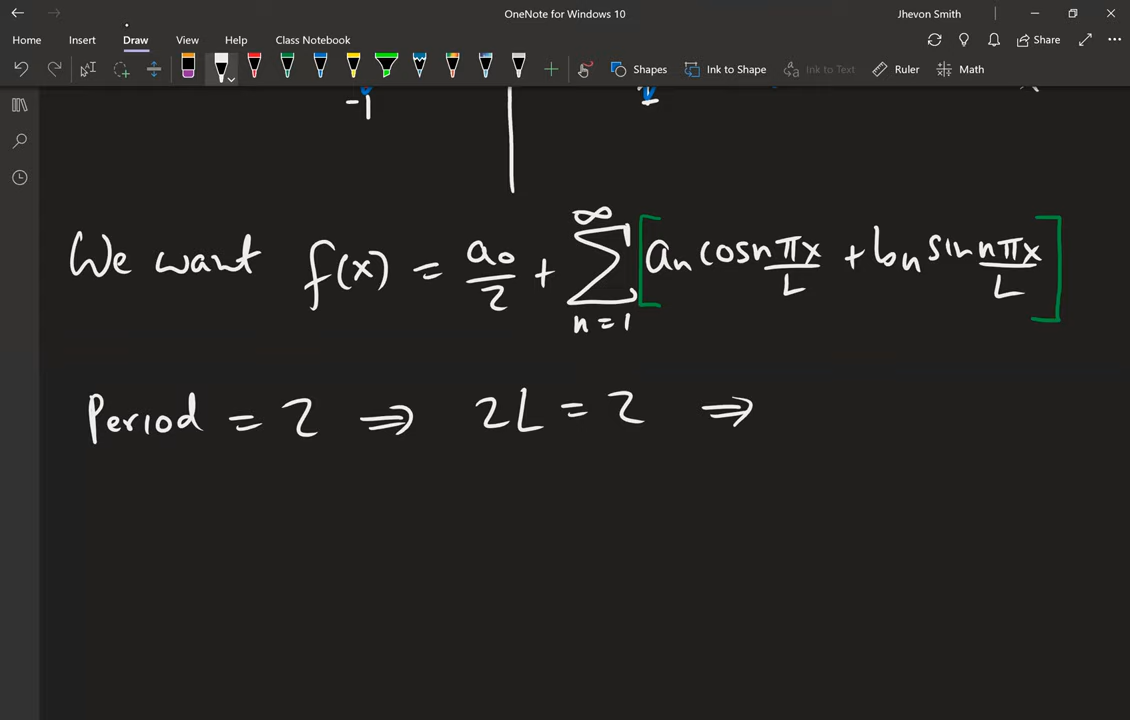 OneNote for Windows 10
Jhevon Smith
Home Insert Draw View Help Class Notebook
Share
Shapes Ink to Shape Ink to Text Ruler Math
-1 1
We want f(x) = a₀/2 + ∑_{n=1}^{∞} [aₙ cos nπx/L + bₙ sin nπx/L]
Period = 2 ⇒ 2L = 2 ⇒